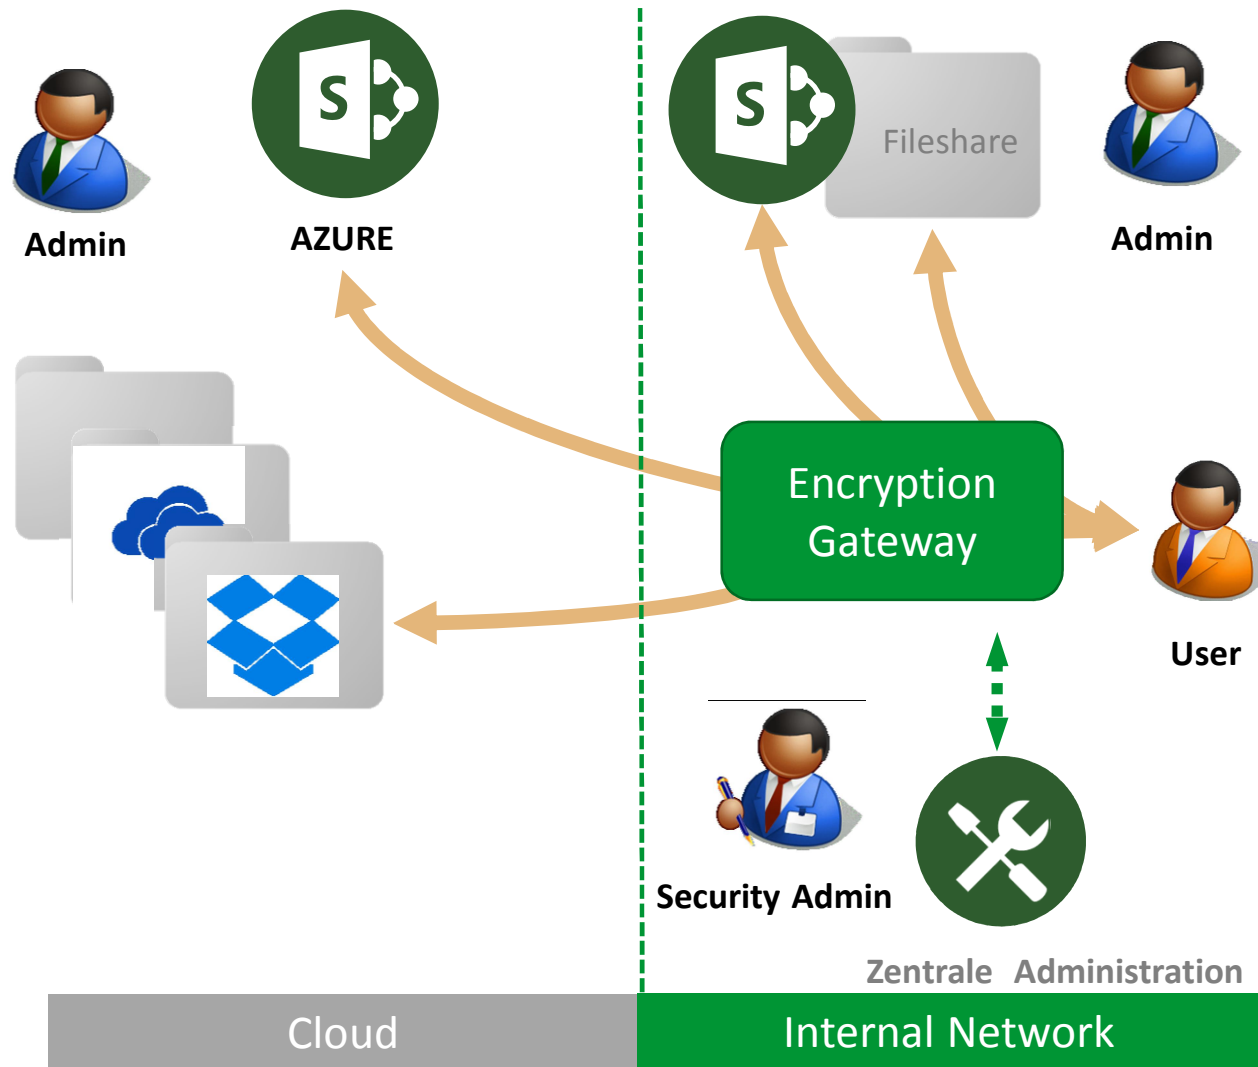 S
S
Fileshare
Admin
AZURE
Admin
Encryption
Gateway
User
Security Admin
Zentrale Administration
Cloud
Internal Network